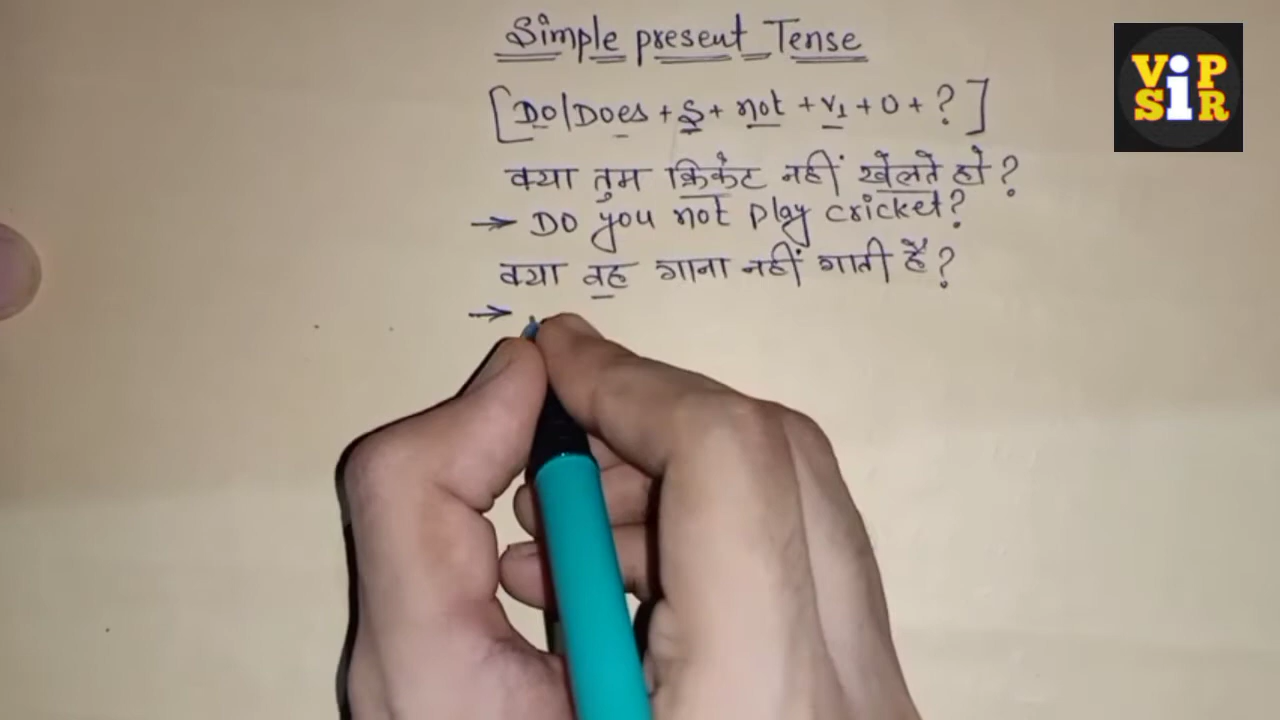 Simple present Tense
[Do/Does + S + not + V1 + O + ?]
क्या तुम क्रिकेट नहीं खेलते हो?
→ Do you not play cricket?
क्या वह गाना नहीं गाती है?
→
ViP
SiR